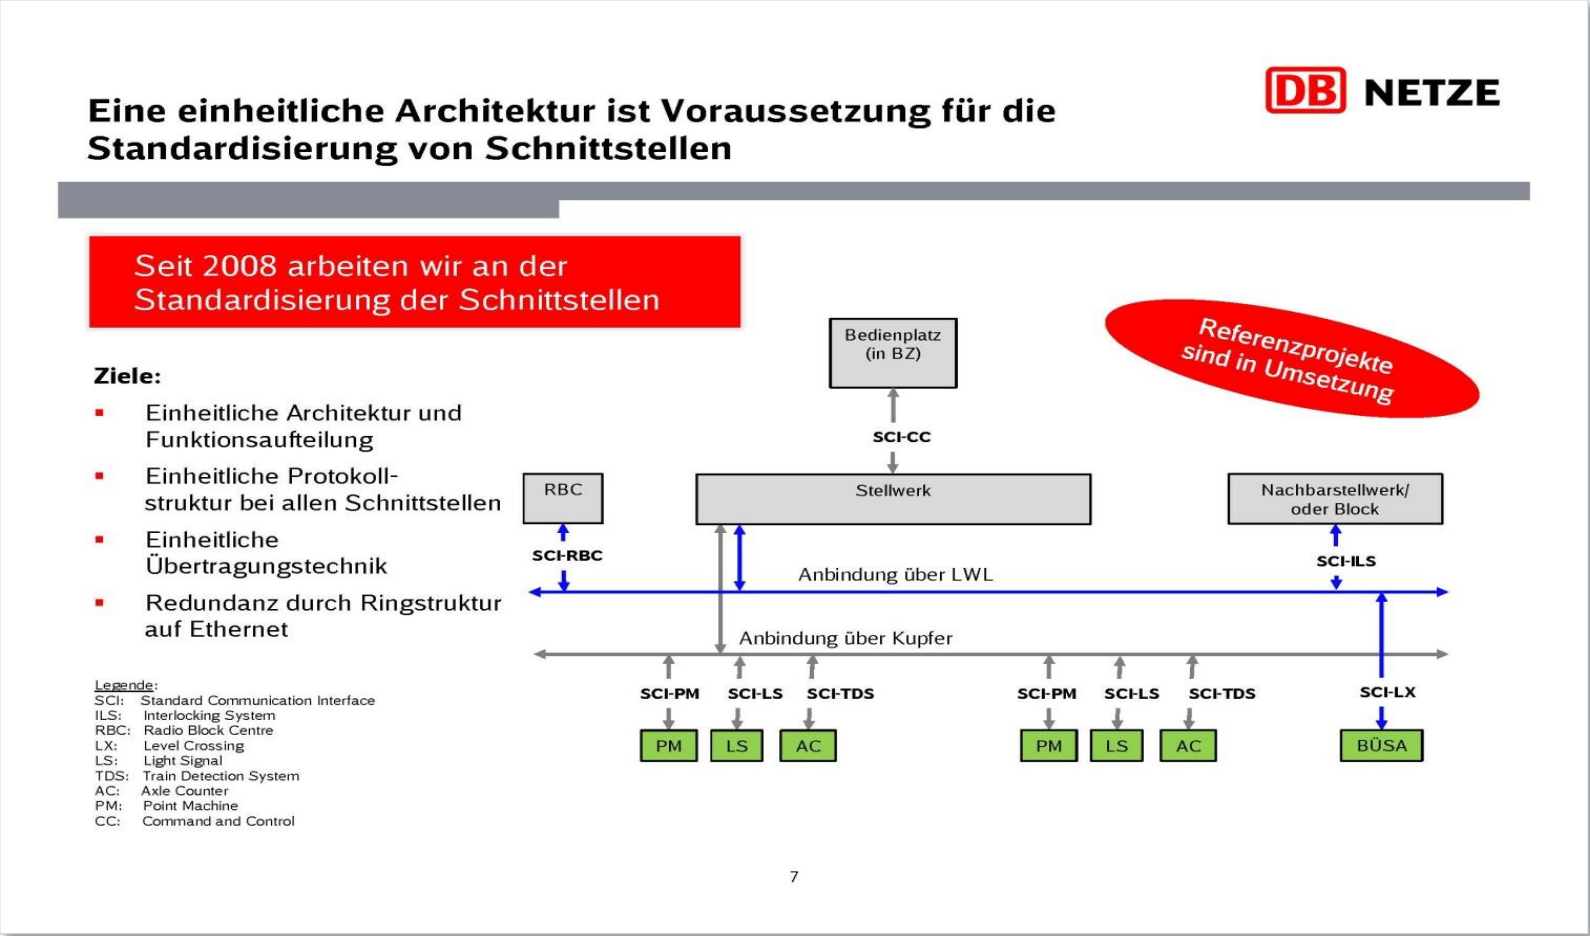 Eine einheitliche Architektur ist Voraussetzung für die
Standardisierung von Schnittstellen
DB NETZE
Seit 2008 arbeiten wir an der
Standardisierung der Schnittstellen
Ziele:
Einheitliche Architektur und
Funktionsaufteilung
Einheitliche Protokoll-
struktur bei allen Schnittstellen
Einheitliche
Übertragungstechnik
Redundanz durch Ringstruktur
auf Ethernet
Legende:
SCI: Standard Communication Interface
ILS: Interlocking System
RBC: Radio Block Centre
LX: Level Crossing
LS: Light Signal
TDS: Train Detection System
AC: Axle Counter
PM: Point Machine
CC: Command and Control
Referenzprojekte
sind in Umsetzung
Bedienplatz
(in BZ)
SCI-CC
RBC
Stellwerk
Nachbarstellwerk/
oder Block
SCI-RBC
SCI-ILS
Anbindung über LWL
Anbindung über Kupfer
SCI-PM SCI-LS SCI-TDS SCI-PM SCI-LS SCI-TDS SCI-LX
PM LS AC PM LS AC BÜSA
7